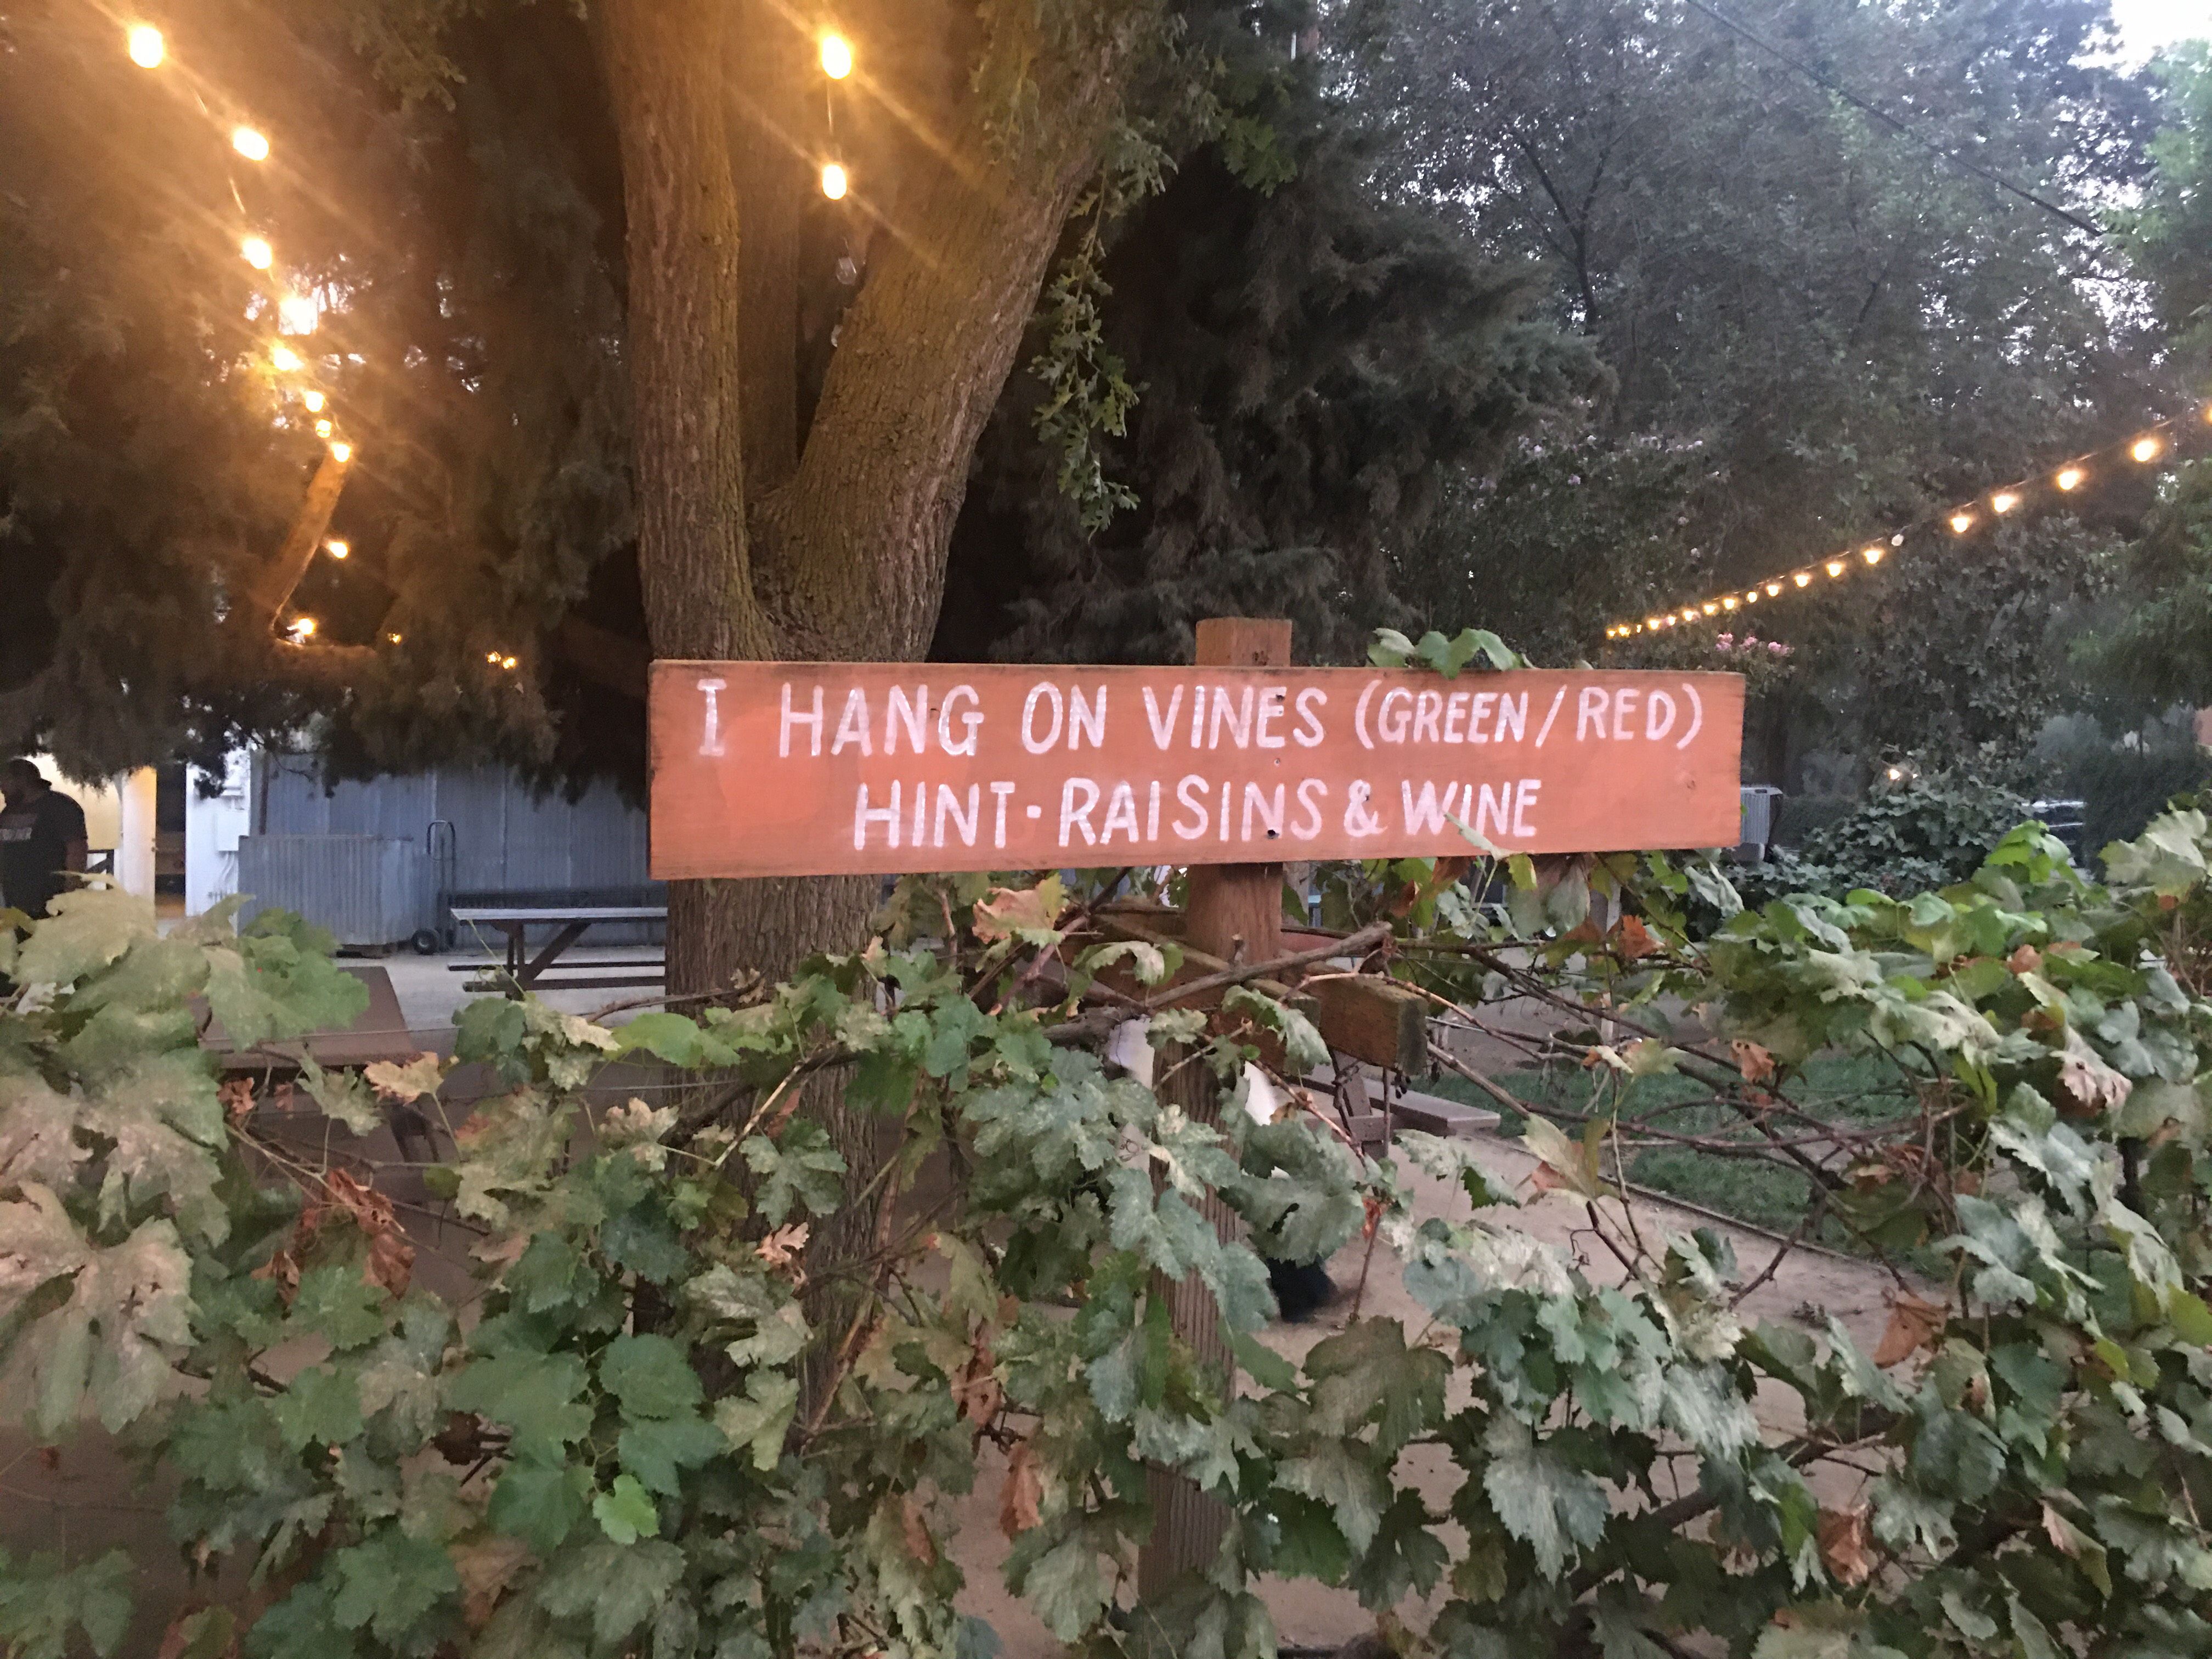 I HANG ON VINES (GREEN/RED)
HINT-RAISINS & WINE